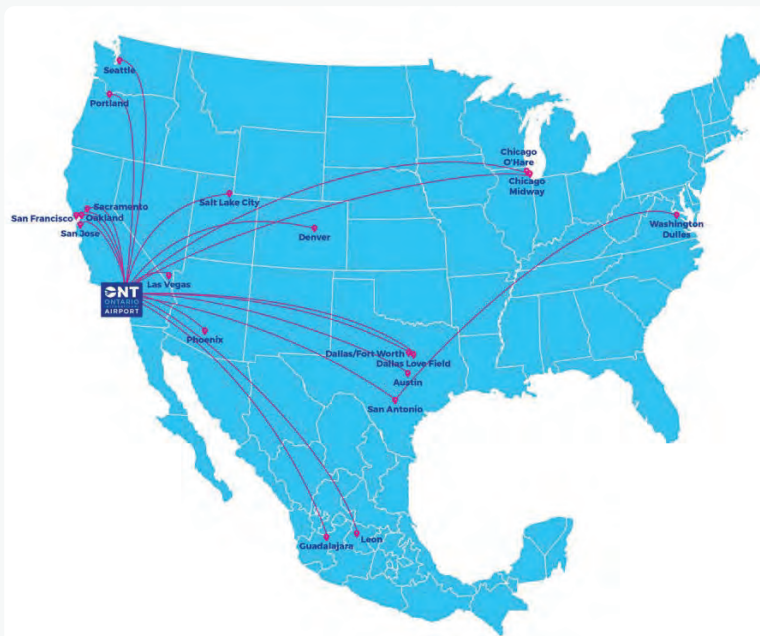 Seattle
Portland
Chicago
O'Hare
Chicago
Midway
Salt Lake City
Sacramento
San Francisco
Oakland
San Jose
Washington
Dulles
Denver
Las Vegas
ONT
ONTARIO
AIRPORT
Phoenix
Dallas/Fort Worth
Dallas Love Field
Austin
San Antonio
Guadalajara
Leon